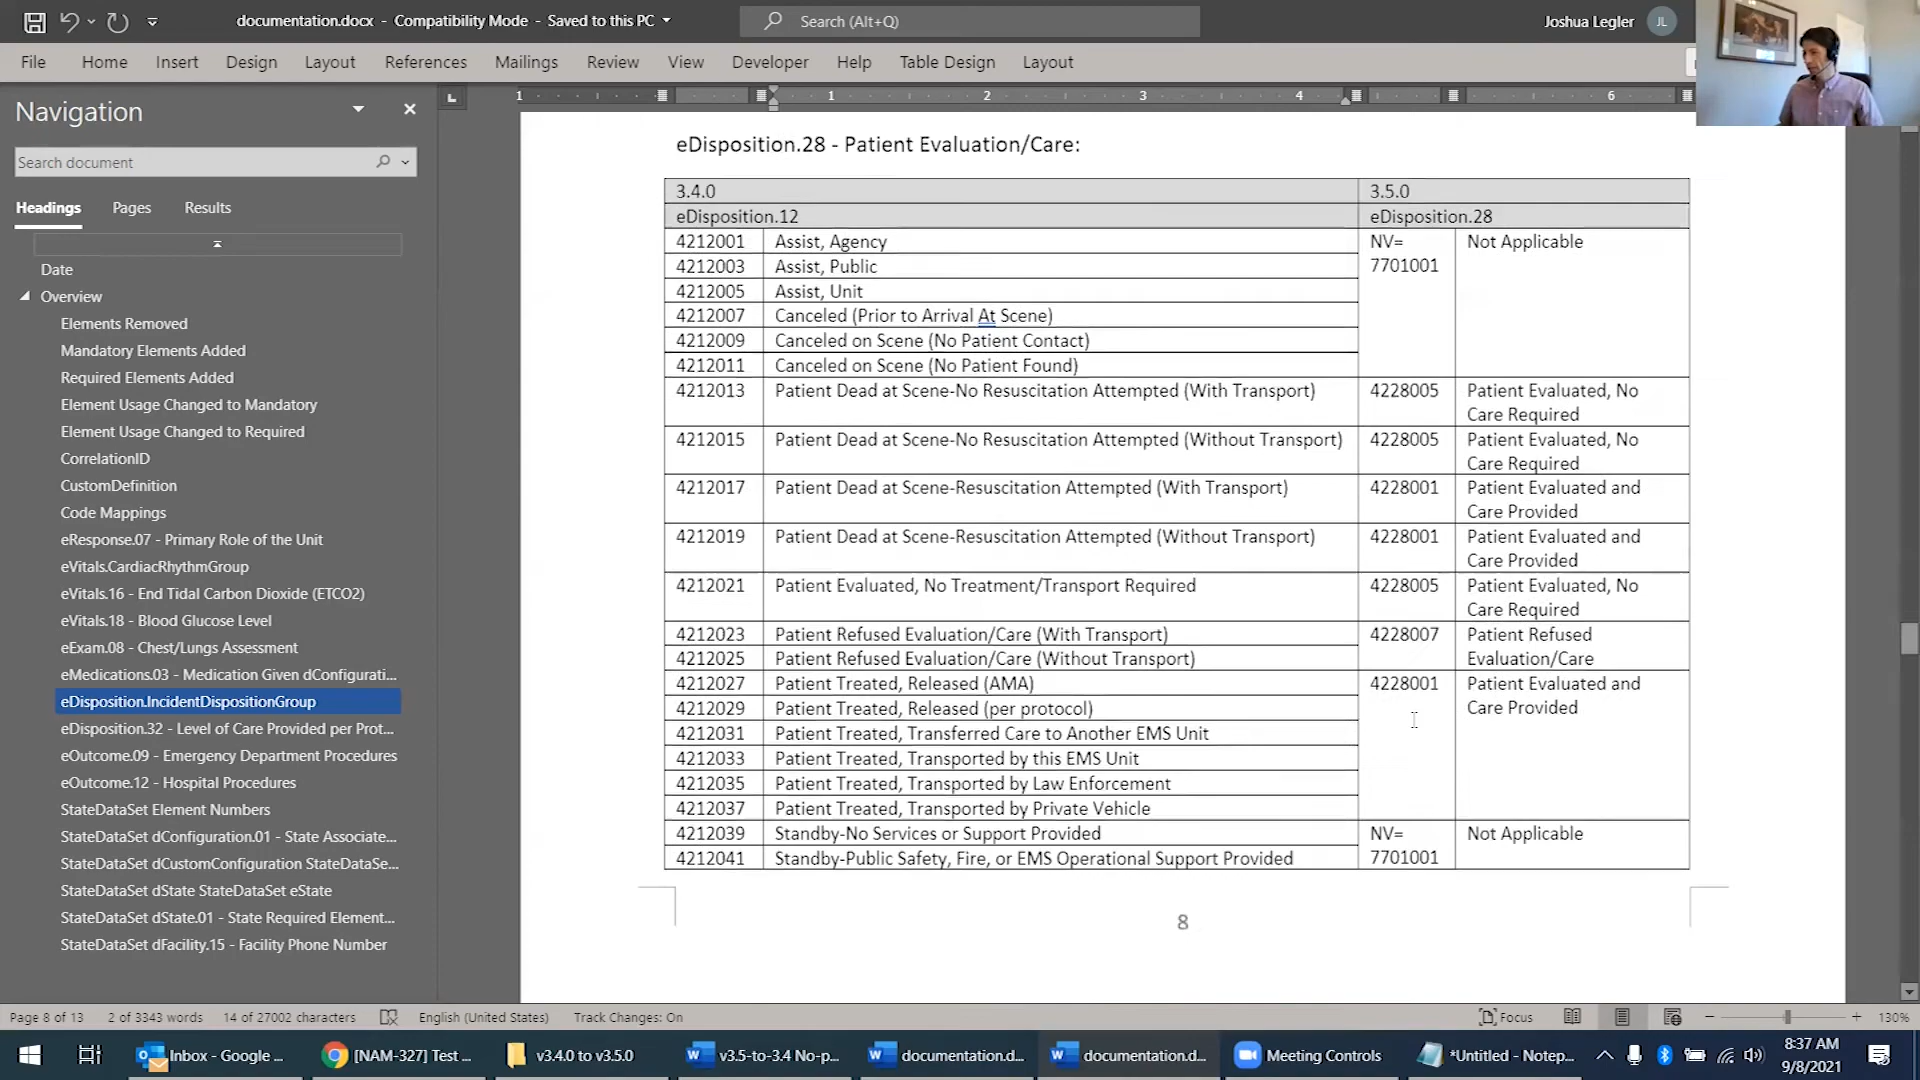 documentation.docx - Compatibility Mode - Saved to this PC
Search (Alt+Q)
Joshua Legler
JL
File Home Insert Design Layout References Mailings Review View Developer Help Table Design Layout
Navigation
Search document
Headings Pages Results
Date
Overview
Elements Removed
Mandatory Elements Added
Required Elements Added
Element Usage Changed to Mandatory
Element Usage Changed to Required
CorrelationID
CustomDefinition
Code Mappings
eResponse.07 - Primary Role of the Unit
eVitals.CardiacRhythmGroup
eVitals.16 - End Tidal Carbon Dioxide (ETCO2)
eVitals.18 - Blood Glucose Level
eExam.08 - Chest/Lungs Assessment
eMedications.03 - Medication Given dConfigurati...
eDisposition.IncidentDispositionGroup
eDisposition.32 - Level of Care Provided per Prot...
eOutcome.09 - Emergency Department Procedures
eOutcome.12 - Hospital Procedures
StateDataSet Element Numbers
StateDataSet dConfiguration.01 - State Associate...
StateDataSet dCustomConfiguration StateDataSe...
StateDataSet dState StateDataSet eState
StateDataSet dState.01 - State Required Element...
StateDataSet dFacility.15 - Facility Phone Number
1 1 2 3 4 6
eDisposition.28 - Patient Evaluation/Care:
3.4.0 3.5.0
eDisposition.12 eDisposition.28
4212001 Assist, Agency NV= Not Applicable
4212003 Assist, Public 7701001
4212005 Assist, Unit
4212007 Canceled (Prior to Arrival At Scene)
4212009 Canceled on Scene (No Patient Contact)
4212011 Canceled on Scene (No Patient Found)
4212013 Patient Dead at Scene-No Resuscitation Attempted (With Transport) 4228005 Patient Evaluated, No
Care Required
4212015 Patient Dead at Scene-No Resuscitation Attempted (Without Transport) 4228005 Patient Evaluated, No
Care Required
4212017 Patient Dead at Scene-Resuscitation Attempted (With Transport) 4228001 Patient Evaluated and
Care Provided
4212019 Patient Dead at Scene-Resuscitation Attempted (Without Transport) 4228001 Patient Evaluated and
Care Provided
4212021 Patient Evaluated, No Treatment/Transport Required 4228005 Patient Evaluated, No
Care Required
4212023 Patient Refused Evaluation/Care (With Transport) 4228007 Patient Refused
4212025 Patient Refused Evaluation/Care (Without Transport) Evaluation/Care
4212027 Patient Treated, Released (AMA) 4228001 Patient Evaluated and
4212029 Patient Treated, Released (per protocol) Care Provided
4212031 Patient Treated, Transferred Care to Another EMS Unit
4212033 Patient Treated, Transported by this EMS Unit
4212035 Patient Treated, Transported by Law Enforcement
4212037 Patient Treated, Transported by Private Vehicle
4212039 Standby-No Services or Support Provided NV= Not Applicable
4212041 Standby-Public Safety, Fire, or EMS Operational Support Provided 7701001
8
Page 8 of 13 2 of 3343 words 14 of 27002 characters English (United States) Track Changes: On Focus 130%
Inbox - Google ... [NAM-327] Test ... v3.4.0 to v3.5.0 v3.5-to-3.4 No-p... documentation.d... documentation.d... Meeting Controls *Untitled - Notep... 8:37 AM
9/8/2021